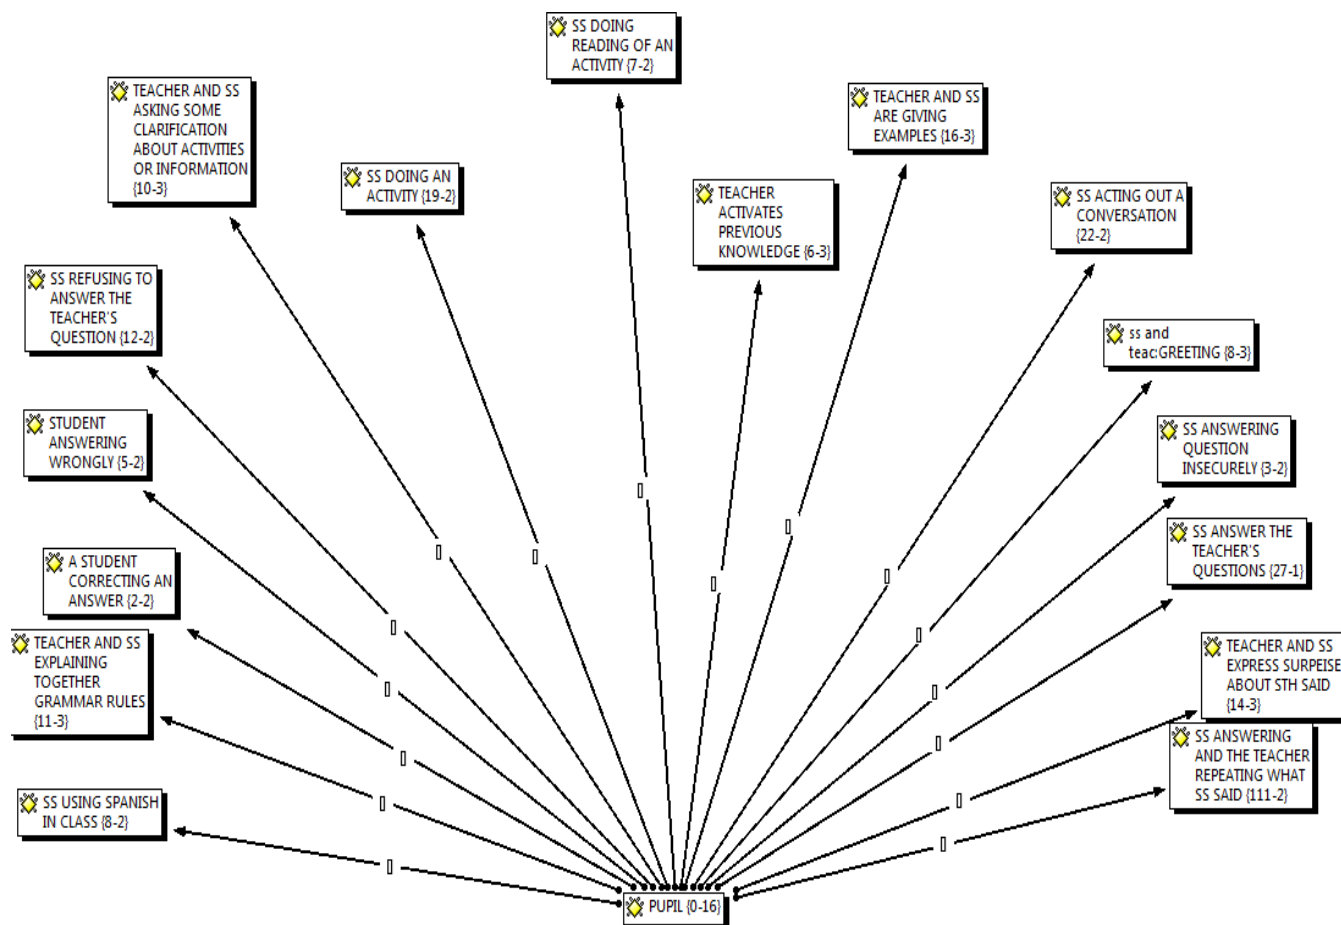 SS DOING
READING OF AN
ACTIVITY {7-2}
TEACHER AND SS
ASKING SOME
CLARIFICATION
ABOUT ACTIVITIES
OR INFORMATION
{10-3}
TEACHER AND SS
ARE GIVING
EXAMPLES {16-3}
SS DOING AN
ACTIVITY {19-2}
TEACHER
ACTIVATES
PREVIOUS
KNOWLEDGE {6-3}
SS ACTING OUT A
CONVERSATION
{22-2}
SS REFUSING TO
ANSWER THE
TEACHER'S
QUESTION {12-2}
ss and
teac:GREETING {8-3}
STUDENT
ANSWERING
WRONGLY {5-2}
SS ANSWERING
QUESTION
INSECURELY {3-2}
SS ANSWER THE
TEACHER'S
QUESTIONS {27-1}
A STUDENT
CORRECTING AN
ANSWER {2-2}
TEACHER AND SS
EXPLAINING
TOGETHER
GRAMMAR RULES
{11-3}
TEACHER AND SS
EXPRESS SURPEISE
ABOUT STH SAID
{14-3}
SS ANSWERING
AND THE TEACHER
REPEATING WHAT
SS SAID {111-2}
SS USING SPANISH
IN CLASS {8-2}
PUPIL {0-16}